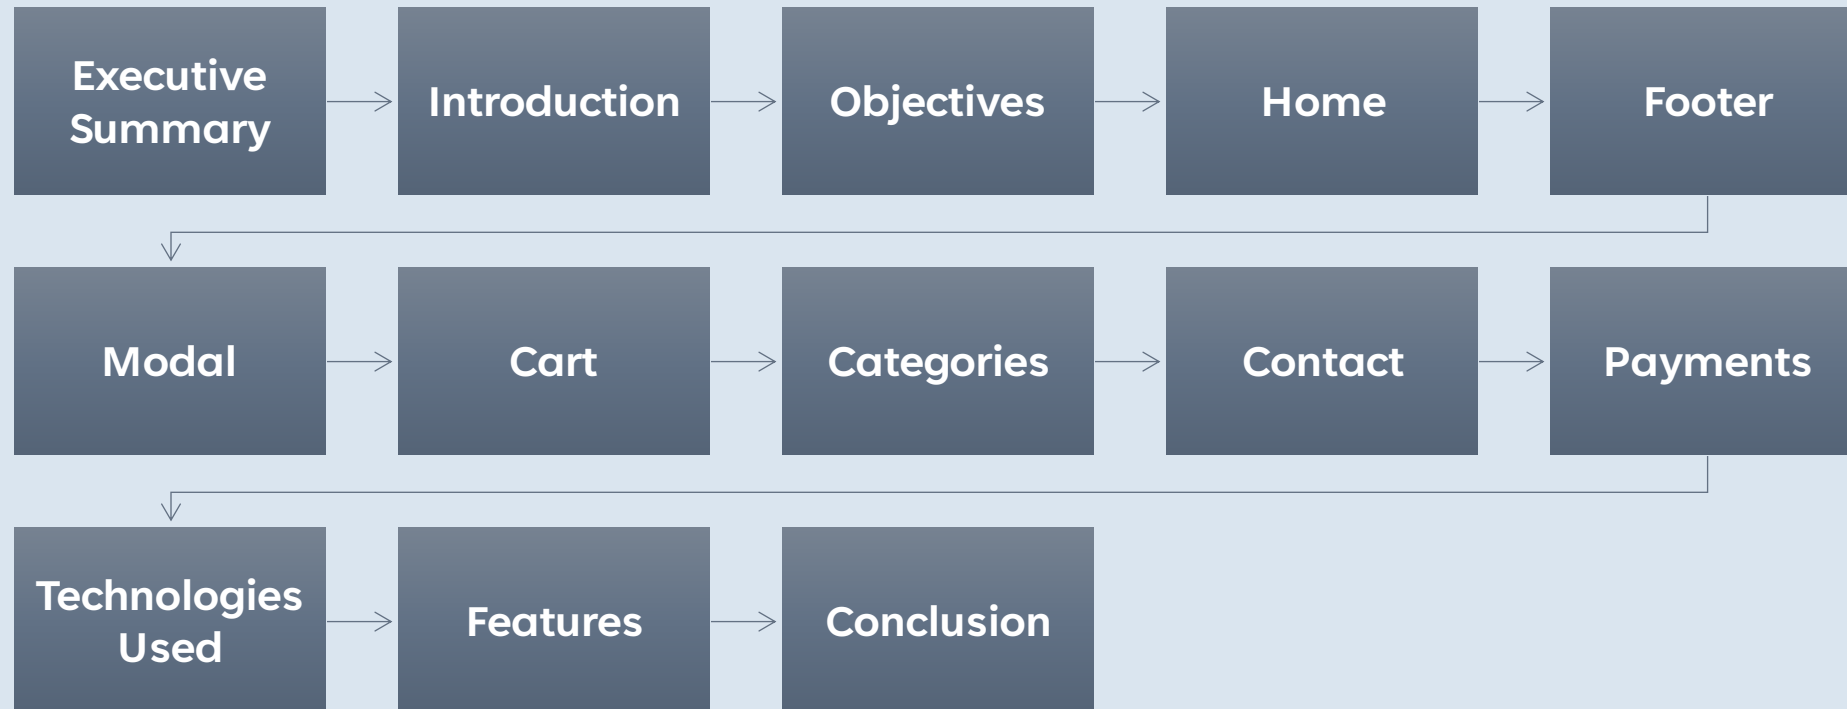 Executive
Summary
Introduction
Objectives
Home
Footer
Modal
Cart
Categories
Contact
Payments
Technologies
Used
Features
Conclusion